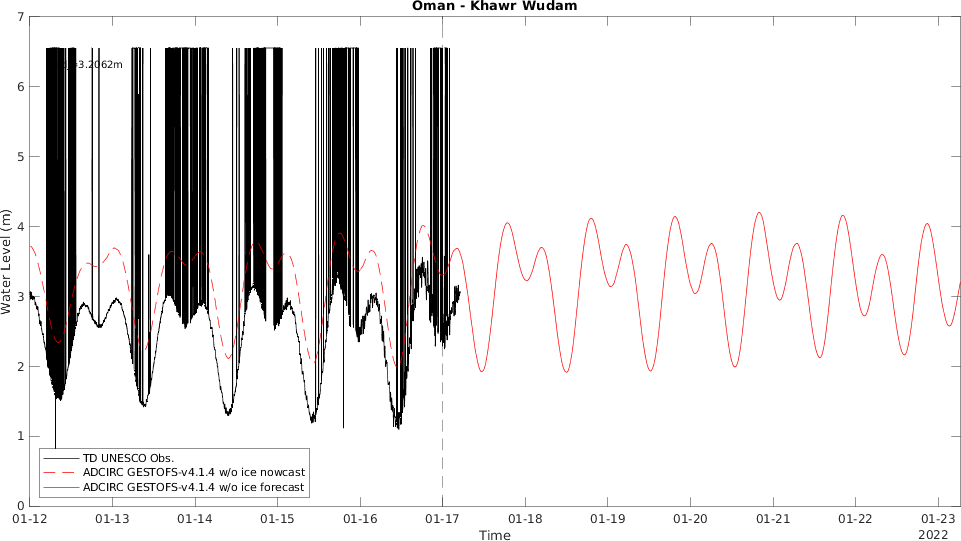 Oman - Khawr Wudam
Water Level (m)
7
6
5
4
3
2
1
0
=3.2062m
TD UNESCO Obs.
ADCIRC GESTOFS-v4.1.4 w/o ice nowcast
ADCIRC GESTOFS-v4.1.4 w/o ice forecast
01-12 01-13 01-14 01-15 01-16 01-17 01-18 01-19 01-20 01-21 01-22 01-23
Time
2022